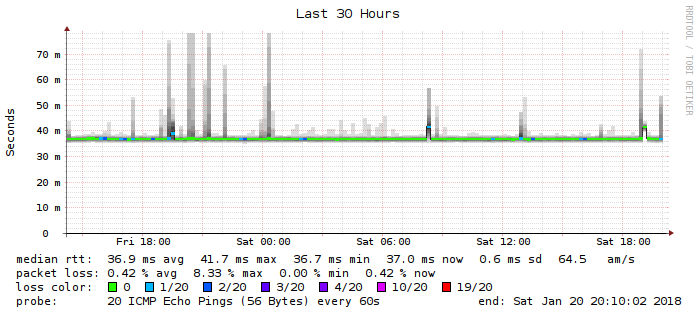 Last 30 Hours
RRDTOOL / TOBI OETIKER
Seconds
70 m
60 m
50 m
40 m
30 m
20 m
10 m
0
Fri 18:00 Sat 00:00 Sat 06:00 Sat 12:00 Sat 18:00
median rtt: 36.9 ms avg 41.7 ms max 36.7 ms min 37.0 ms now 0.6 ms sd 64.5 am/s
packet loss: 0.42 % avg 8.33 % max 0.00 % min 0.42 % now
loss color: 0 1/20 2/20 3/20 4/20 10/20 19/20
probe: 20 ICMP Echo Pings (56 Bytes) every 60s end: Sat Jan 20 20:10:02 2018